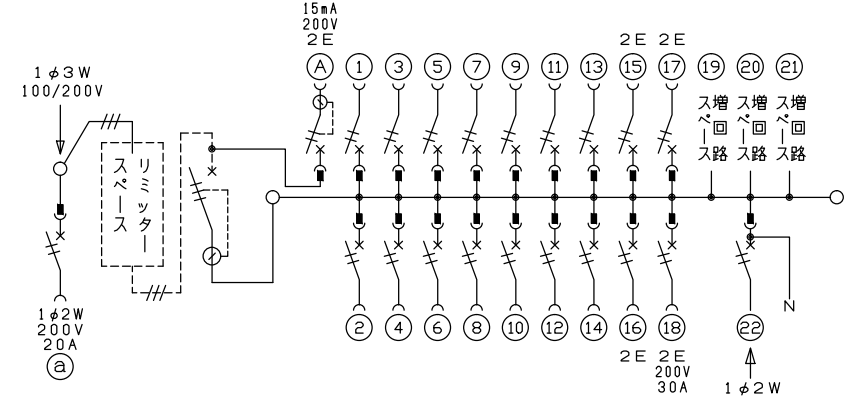 15mA
200V
2E
2E
2E
1φ3W
100/200V
A
1
3
5
7
9
11
13
15
17
19
20
21
増回路
スペース
増回路
スペース
増回路
スペース
リミッター
スペース
N
1φ2W
200V
20A
a
2
4
6
8
10
12
14
16
18
22
2E
2E
200V
30A
1φ2W